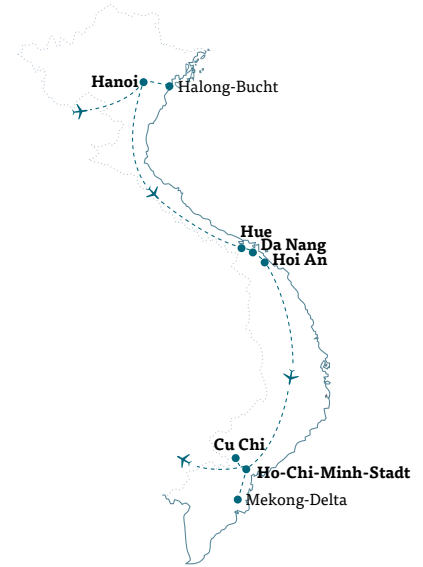 Hanoi
Halong-Bucht
Hue
Da Nang
Hoi An
Cu Chi
Ho-Chi-Minh-Stadt
Mekong-Delta